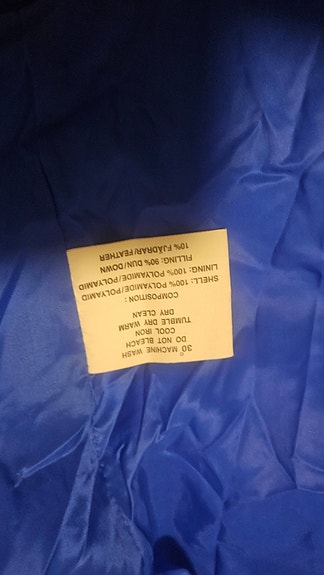 30° MACHINE WASH
DO NOT BLEACH
COOL IRON
TUMBLE DRY WARM
DRY CLEAN
COMPOSITION :
SHELL: 100% POLYAMIDE/POLYAMID
LINING: 100% POLYAMIDE/POLYAMID
FILLING: 90% DUN/DOWN
10% FJÄDRAR/FEATHER